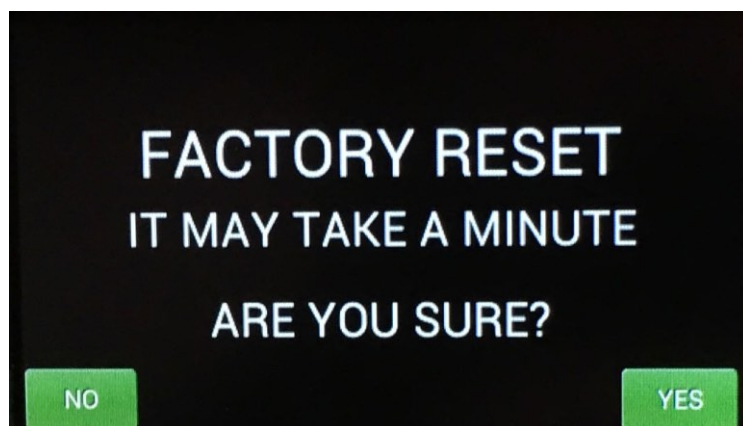 FACTORY RESET
IT MAY TAKE A MINUTE
ARE YOU SURE?
NO
YES